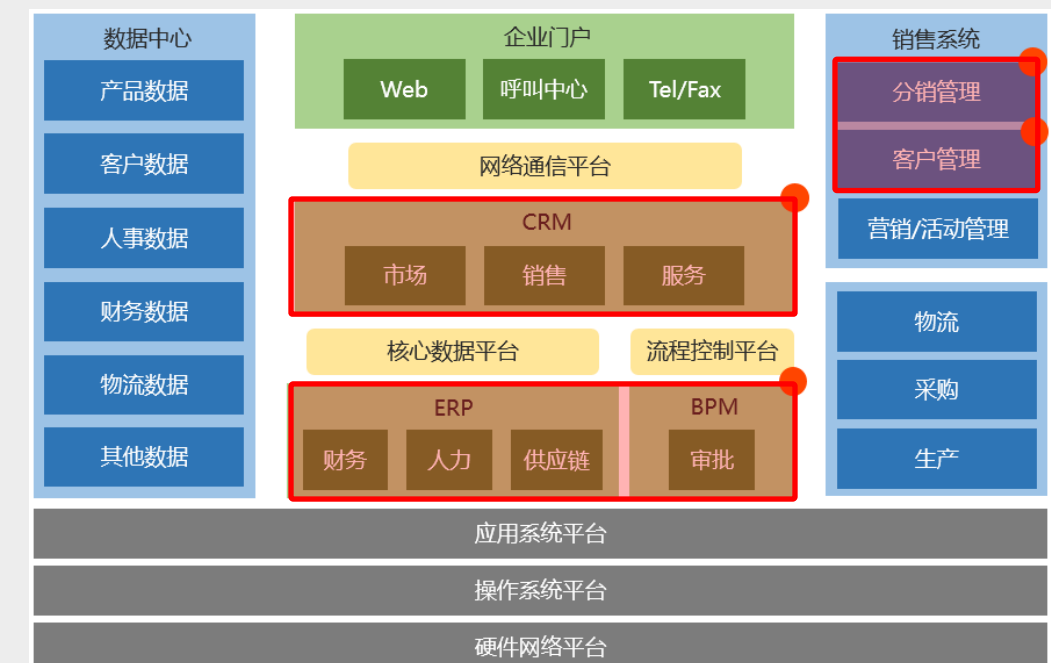 数据中心
产品数据
客户数据
人事数据
财务数据
物流数据
其他数据
企业门户
Web
呼叫中心
Tel/Fax
网络通信平台
CRM
市场
销售
服务
核心数据平台
流程控制平台
ERP
财务
人力
供应链
BPM
审批
销售系统
分销管理
客户管理
营销/活动管理
物流
采购
生产
应用系统平台
操作系统平台
硬件网络平台